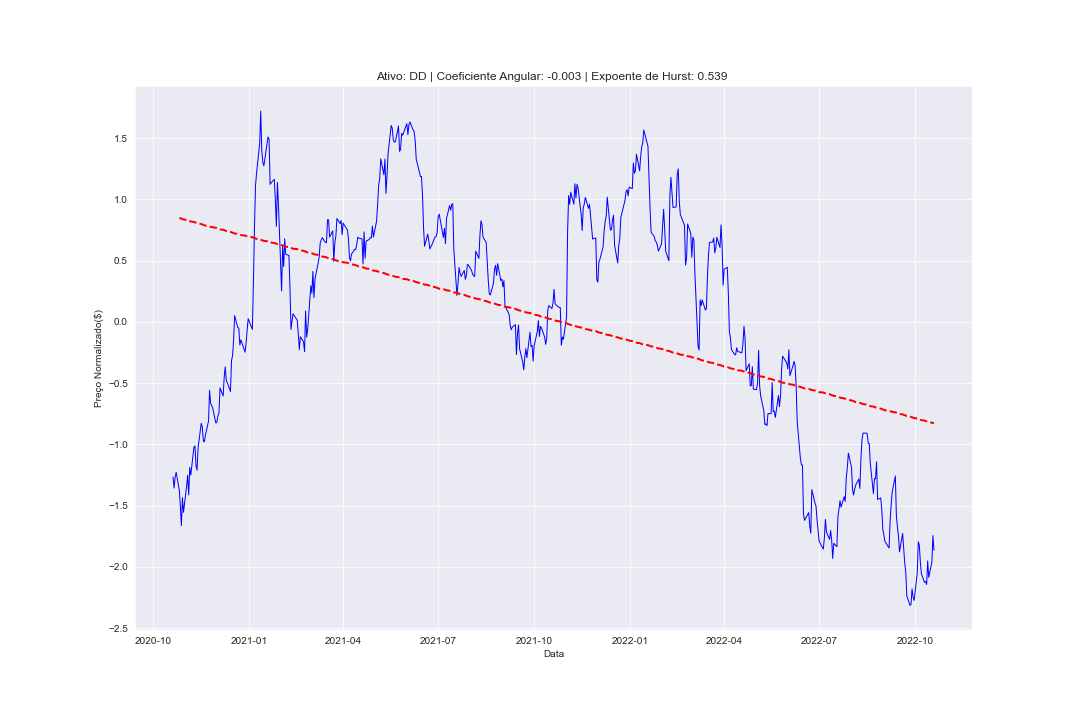 Ativo: DD | Coeficiente Angular: -0.003 | Expoente de Hurst: 0.539
Preço Normalizado($)
1.5
1.0
0.5
0.0
−0.5
−1.0
−1.5
−2.0
−2.5
2020-10 2021-01 2021-04 2021-07 2021-10 2022-01 2022-04 2022-07 2022-10
Data